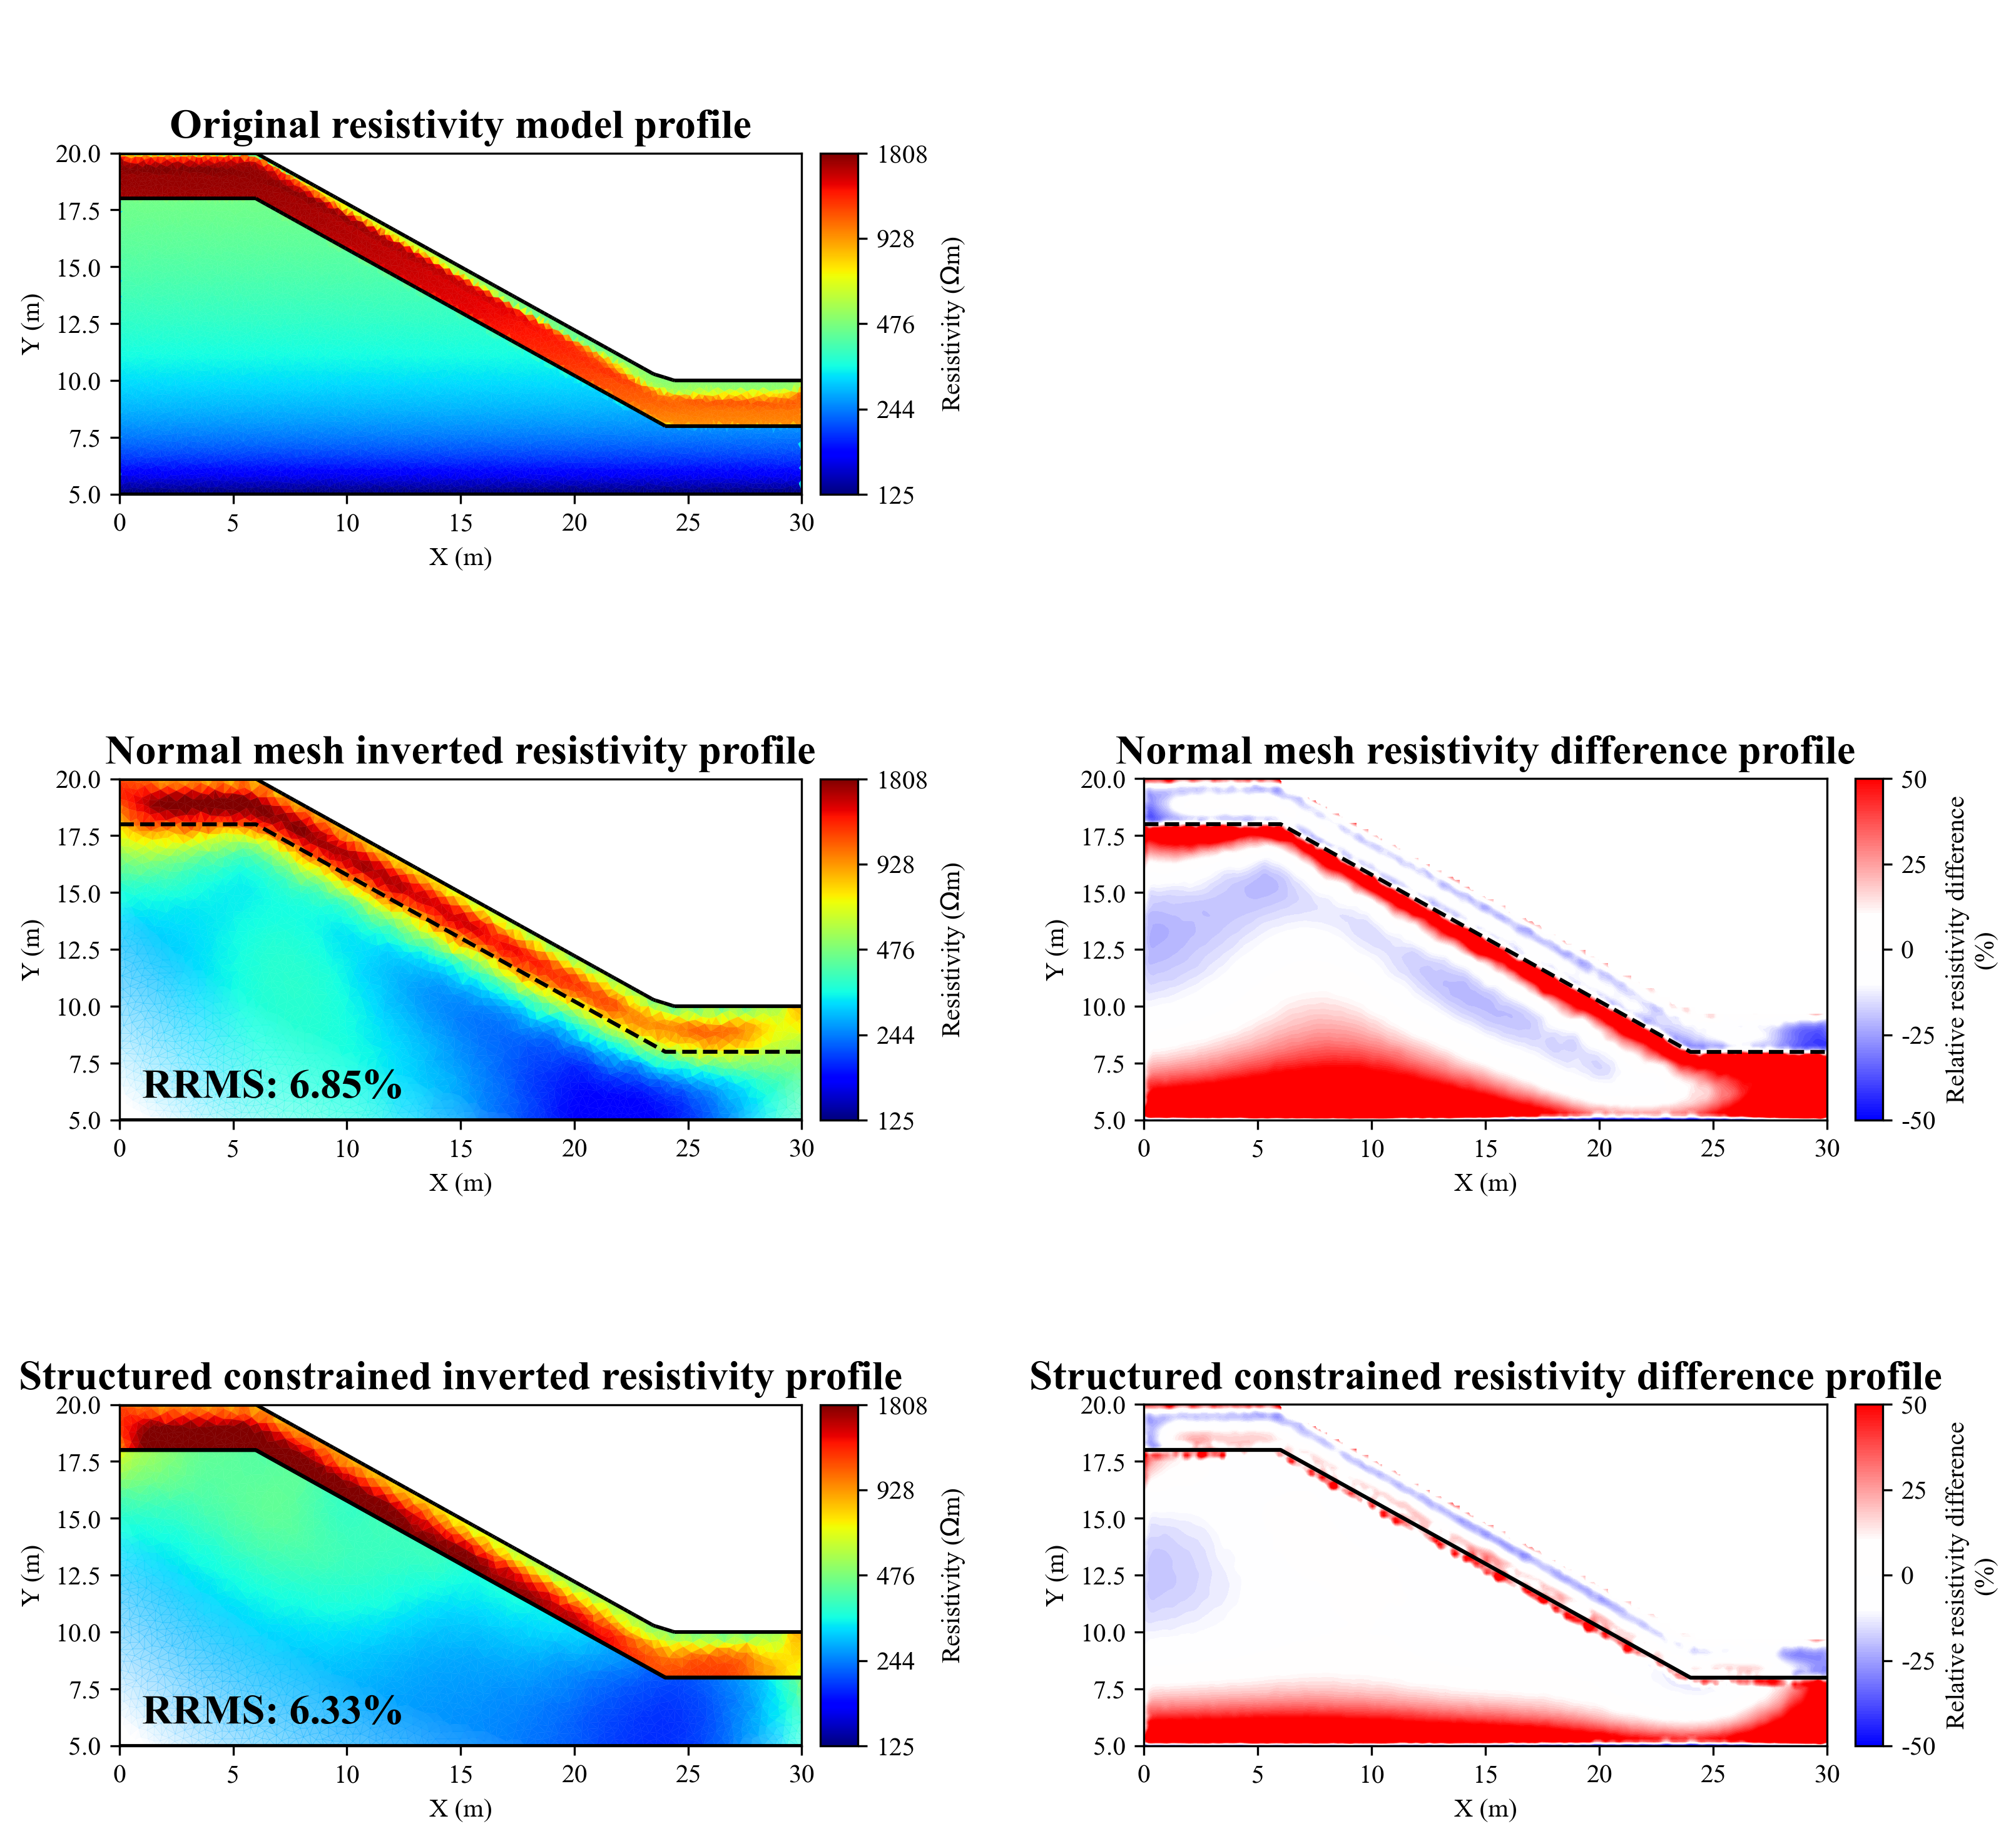 Original resistivity model profile
20.0
17.5
15.0
12.5
10.0
7.5
5.0
Y (m)
0 5 10 15 20 25 30
X (m)
1808
928
476
244
125
Resistivity (Ωm)
Normal mesh inverted resistivity profile
20.0
17.5
15.0
12.5
10.0
7.5
5.0
Y (m)
RRMS: 6.85%
0 5 10 15 20 25 30
X (m)
1808
928
476
244
125
Resistivity (Ωm)
Normal mesh resistivity difference profile
20.0
17.5
15.0
12.5
10.0
7.5
5.0
Y (m)
0 5 10 15 20 25 30
X (m)
50
25
0
-25
-50
Relative resistivity difference
(%)
Structured constrained inverted resistivity profile
20.0
17.5
15.0
12.5
10.0
7.5
5.0
Y (m)
RRMS: 6.33%
0 5 10 15 20 25 30
X (m)
1808
928
476
244
125
Resistivity (Ωm)
Structured constrained resistivity difference profile
20.0
17.5
15.0
12.5
10.0
7.5
5.0
Y (m)
0 5 10 15 20 25 30
X (m)
50
25
0
-25
-50
Relative resistivity difference
(%)